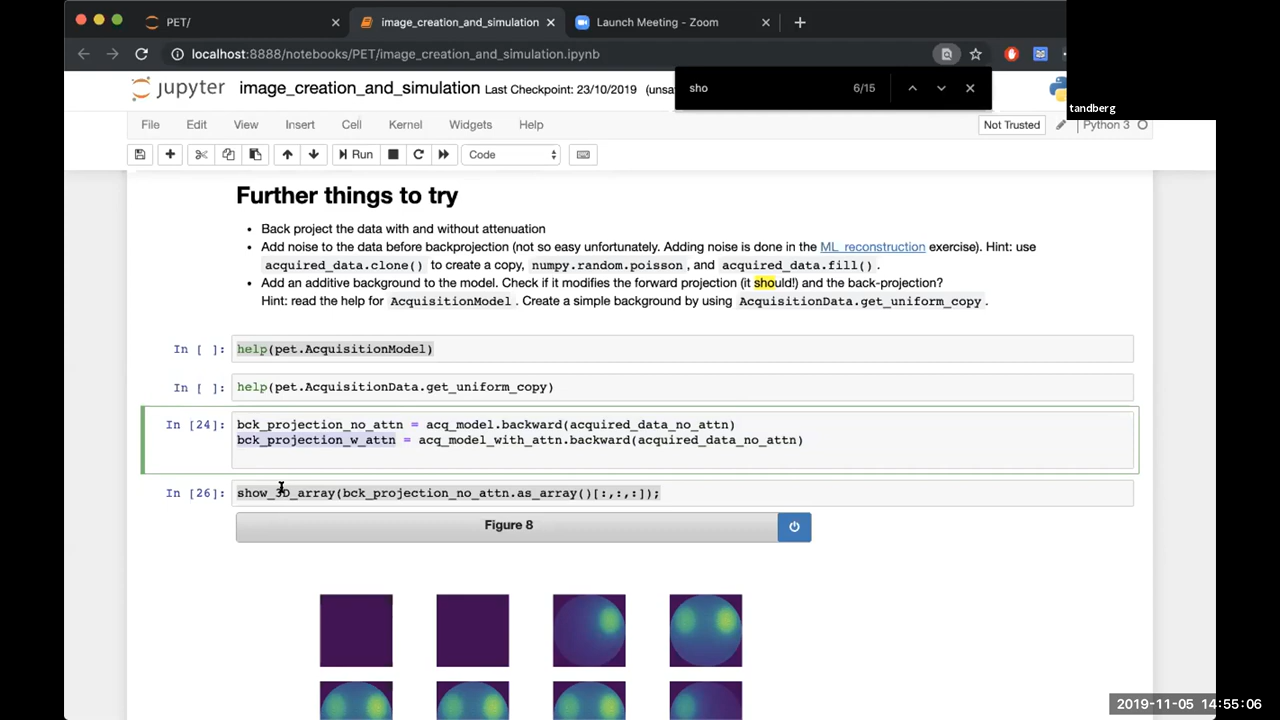 PET/
image_creation_and_simulation
Launch Meeting - Zoom
localhost:8888/notebooks/PET/image_creation_and_simulation.ipynb
sho
6/15
tandberg
jupyter
image_creation_and_simulation Last Checkpoint: 23/10/2019 (unsa
File Edit View Insert Cell Kernel Widgets Help
Not Trusted
Python 3
Run
Code
Further things to try
• Back project the data with and without attenuation
• Add noise to the data before backprojection (not so easy unfortunately. Adding noise is done in the ML_reconstruction exercise). Hint: use
acquired_data.clone() to create a copy, numpy.random.poisson, and acquired_data.fill().
• Add an additive background to the model. Check if it modifies the forward projection (it should!) and the back-projection?
Hint: read the help for AcquisitionModel. Create a simple background by using AcquisitionData.get_uniform_copy.
In [ ]: help(pet.AcquisitionModel)
In [ ]: help(pet.AcquisitionData.get_uniform_copy)
In [24]: bck_projection_no_attn = acq_model.backward(acquired_data_no_attn)
bck_projection_w_attn = acq_model_with_attn.backward(acquired_data_no_attn)
In [26]: show_3D_array(bck_projection_no_attn.as_array()[:,:,:]);
Figure 8
2019-11-05 14:55:06